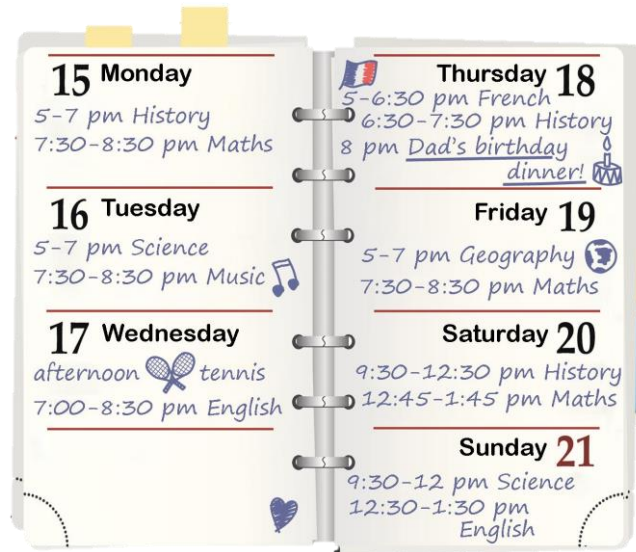 15 Monday
5-7 pm History
7:30-8:30 pm Maths
16 Tuesday
5-7 pm Science
7:30-8:30 pm Music
17 Wednesday
afternoon tennis
7:00-8:30 pm English
Thursday 18
5-6:30 pm French
6:30-7:30 pm History
8 pm Dad's birthday
dinner!
Friday 19
5-7 pm Geography
7:30-8:30 pm Maths
Saturday 20
9:30-12:30 pm History
12:45-1:45 pm Maths
Sunday 21
9:30-12 pm Science
12:30-1:30 pm
English